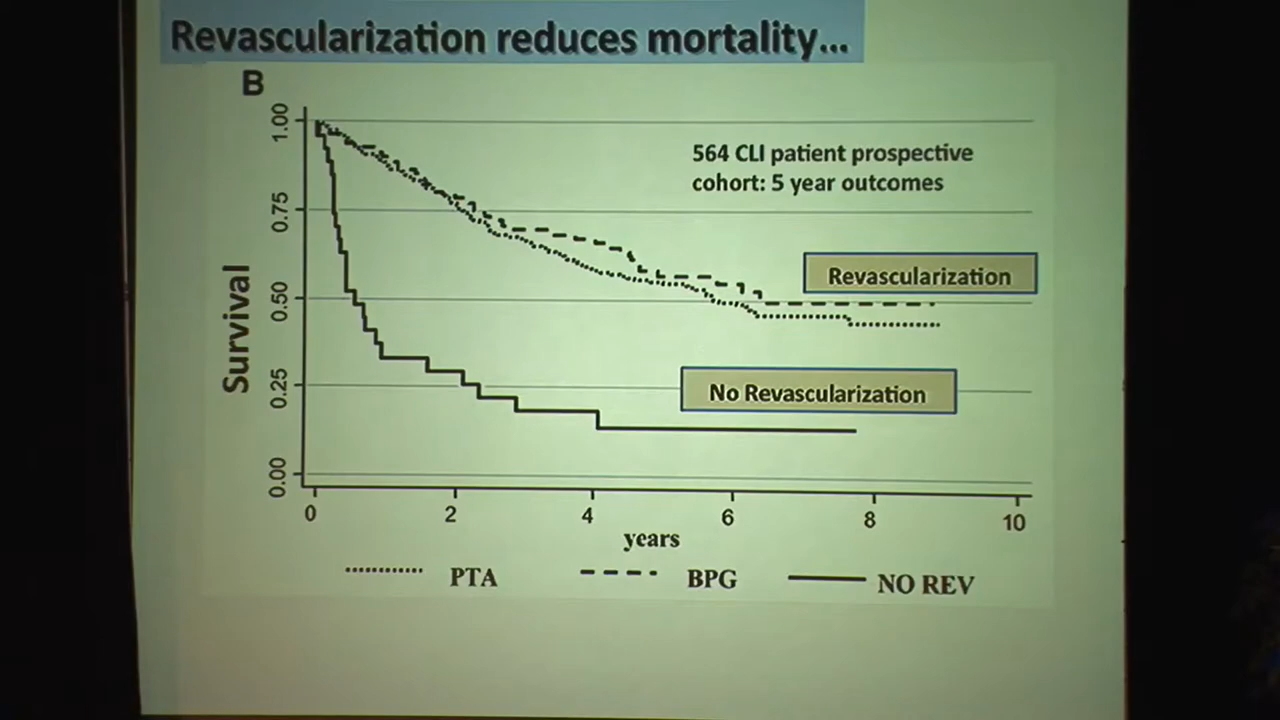 Revascularization reduces mortality...
B
1.00
0.75
0.50
0.25
0.00
Survival
564 CLI patient prospective
cohort: 5 year outcomes
Revascularization
No Revascularization
0 2 4 6 8 10
years
PTA BPG NO REV